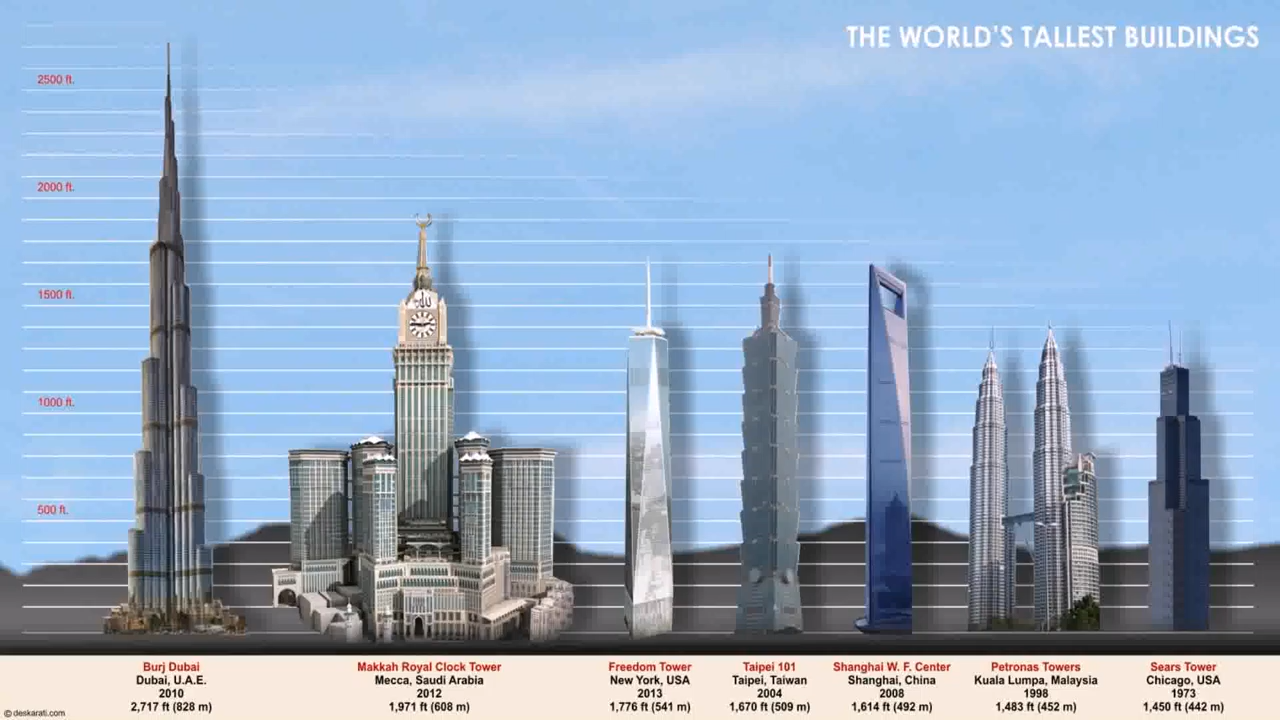 THE WORLD'S TALLEST BUILDINGS
2500 ft.
2000 ft.
1500 ft.
1000 ft.
500 ft.
Burj Dubai
Dubai, U.A.E.
2010
2,717 ft (828 m)
Makkah Royal Clock Tower
Mecca, Saudi Arabia
2012
1,971 ft (608 m)
Freedom Tower
New York, USA
2013
1,776 ft (541 m)
Taipei 101
Taipei, Taiwan
2004
1,670 ft (509 m)
Shanghai W. F. Center
Shanghai, China
2008
1,614 ft (492 m)
Petronas Towers
Kuala Lumpa, Malaysia
1998
1,483 ft (452 m)
Sears Tower
Chicago, USA
1973
1,450 ft (442 m)
© deskarati.com